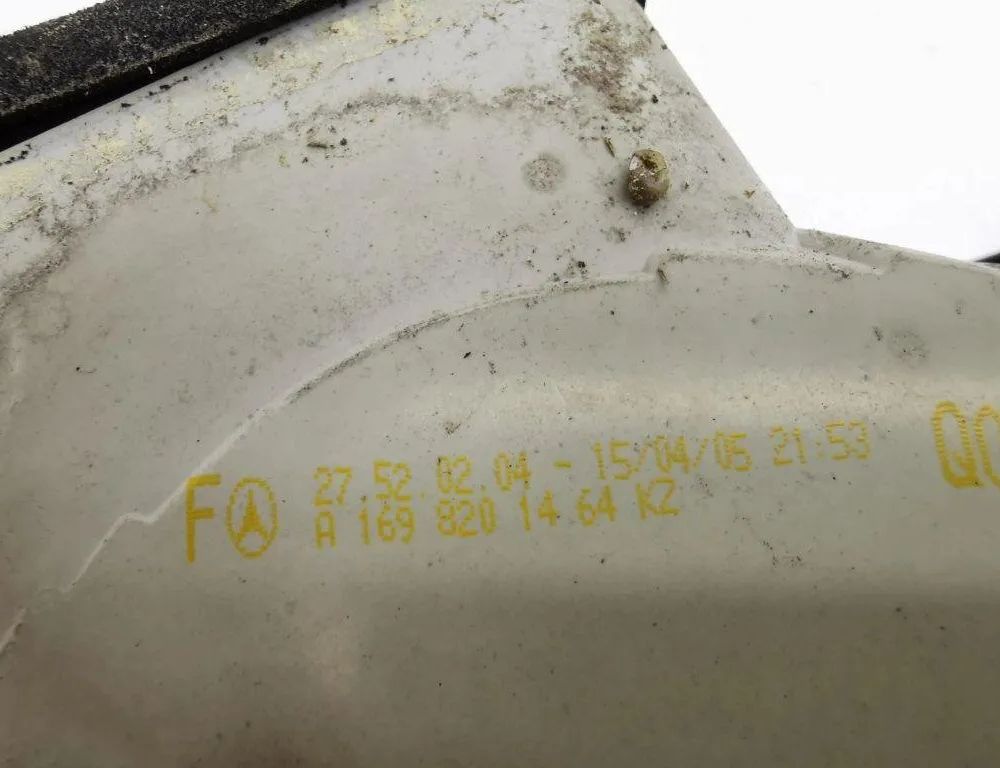 F 27.52.02.04 - 15/04/05 21:53
A 169 820 14 64 KZ